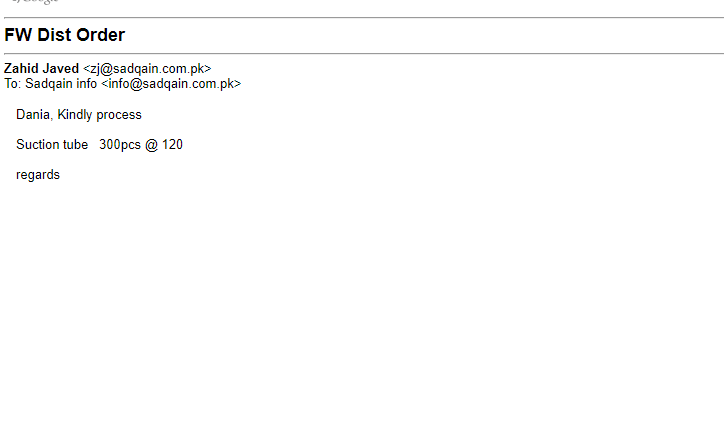 FW Dist Order
Zahid Javed <zj@sadqain.com.pk>
To: Sadqain info <info@sadqain.com.pk>
Dania, Kindly process
Suction tube 300pcs @ 120
regards